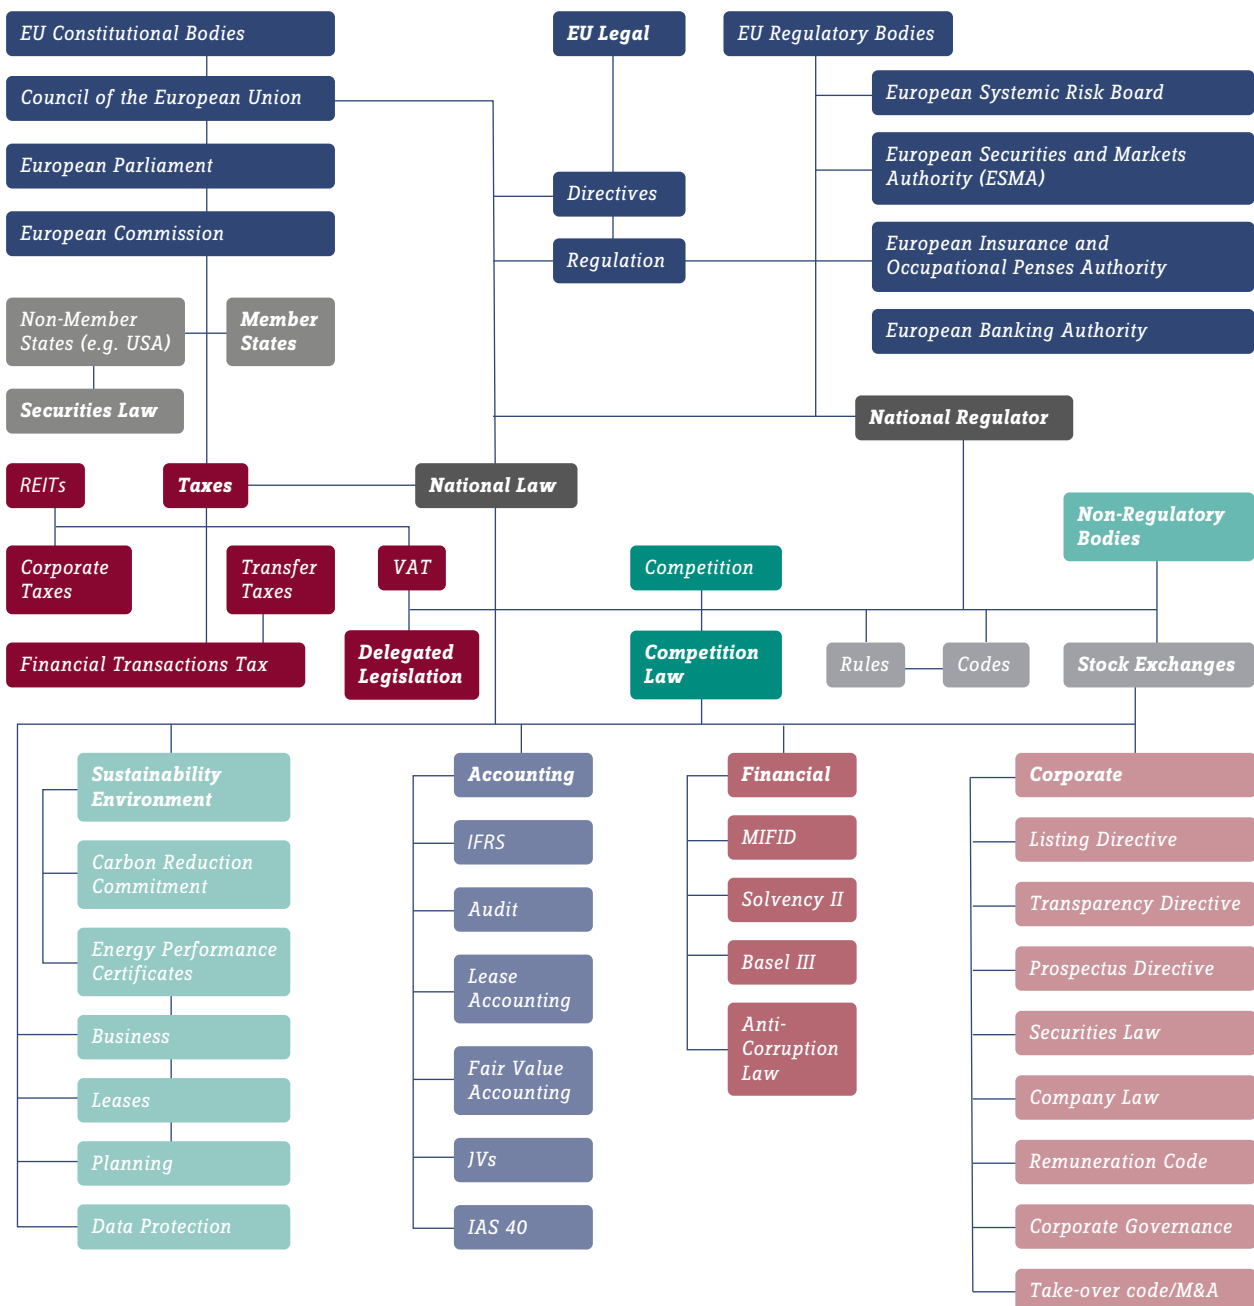 EU Constitutional Bodies
EU Legal
EU Regulatory Bodies
Council of the European Union
European Systemic Risk Board
European Parliament
European Securities and Markets
Authority (ESMA)
Directives
European Commission
Regulation
European Insurance and
Occupational Penses Authority
Non-Member
States (e.g. USA)
Member
States
European Banking Authority
Securities Law
National Regulator
REITs
Taxes
National Law
Non-Regulatory
Bodies
Corporate
Taxes
Transfer
Taxes
VAT
Competition
Financial Transactions Tax
Delegated
Legislation
Competition
Law
Rules
Codes
Stock Exchanges
Sustainability
Environment
Carbon Reduction
Commitment
Energy Performance
Certificates
Business
Leases
Planning
Data Protection
Accounting
IFRS
Audit
Lease
Accounting
Fair Value
Accounting
JVs
IAS 40
Financial
MIFID
Solvency II
Basel III
Anti-
Corruption
Law
Corporate
Listing Directive
Transparency Directive
Prospectus Directive
Securities Law
Company Law
Remuneration Code
Corporate Governance
Take-over code/M&A